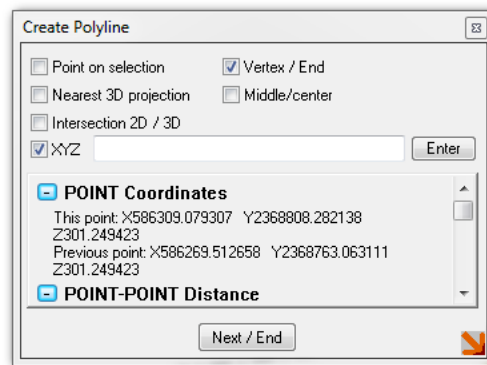 Create Polyline
Point on selection
Vertex / End
Nearest 3D projection
Middle/center
Intersection 2D / 3D
XYZ
Enter
POINT Coordinates
This point: X586309.079307 Y2368808.282138
Z301.249423
Previous point: X586269.512658 Y2368763.063111
Z301.249423
POINT-POINT Distance
Next / End